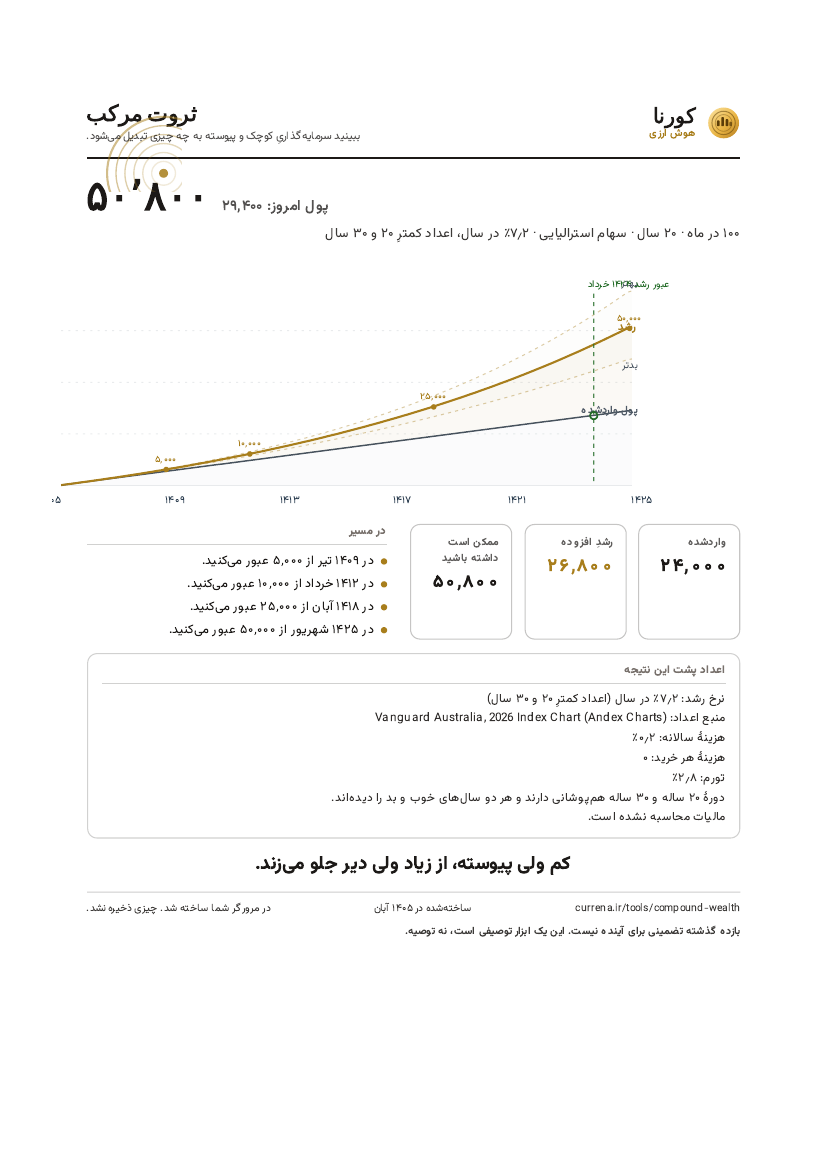 کورنا
هوش ارزی
ثروت مرکب
ببینید سرمایه‌گذاریِ کوچک و پیوسته به چه چیزی تبدیل می‌شود.
۵۰٬۸۰۰
پول امروز: ۲۹,۴۰۰
۱۰۰ در ماه · ۲۰ سال · سهام استرالیایی · ۷٫۲٪ در سال، اعداد کمترِ ۲۰ و ۳۰ سال
عبور رشد
۱۴۲۴ خرداد
۵۰,۰۰۰
رشد
بدتر
پول واردشده
۲۵,۰۰۰
۱۰,۰۰۰
۵,۰۰۰
۰۵
۱۴۰۹
۱۴۱۳
۱۴۱۷
۱۴۲۱
۱۴۲۵
واردشده
۲۴,۰۰۰
رشدِ افزوده
۲۶,۸۰۰
ممکن است
داشته باشید
۵۰,۸۰۰
در مسیر
در ۱۴۰۹ تیر از ۵,۰۰۰ عبور می‌کنید.
در ۱۴۱۲ خرداد از ۱۰,۰۰۰ عبور می‌کنید.
در ۱۴۱۸ آبان از ۲۵,۰۰۰ عبور می‌کنید.
در ۱۴۲۵ شهریور از ۵۰,۰۰۰ عبور می‌کنید.
اعداد پشت این نتیجه
نرخ رشد: ۷٫۲٪ در سال (اعداد کمترِ ۲۰ و ۳۰ سال)
منبع اعداد: Vanguard Australia, 2026 Index Chart (Andex Charts)
هزینهٔ سالانه: ۰٫۲٪
هزینهٔ هر خرید: ۰
تورم: ۲٫۸٪
دورهٔ ۲۰ ساله و ۳۰ ساله هم‌پوشانی دارند و هر دو سال‌های خوب و بد را دیده‌اند.
مالیات محاسبه نشده است.
کم ولی پیوسته، از زیاد ولی دیر جلو می‌زند.
currena.ir/tools/compound-wealth
ساخته‌شده در ۱۴۰۵ آبان
در مرورگر شما ساخته شد. چیزی ذخیره نشد.
بازده گذشته تضمینی برای آینده نیست. این یک ابزار توصیفی است، نه توصیه.